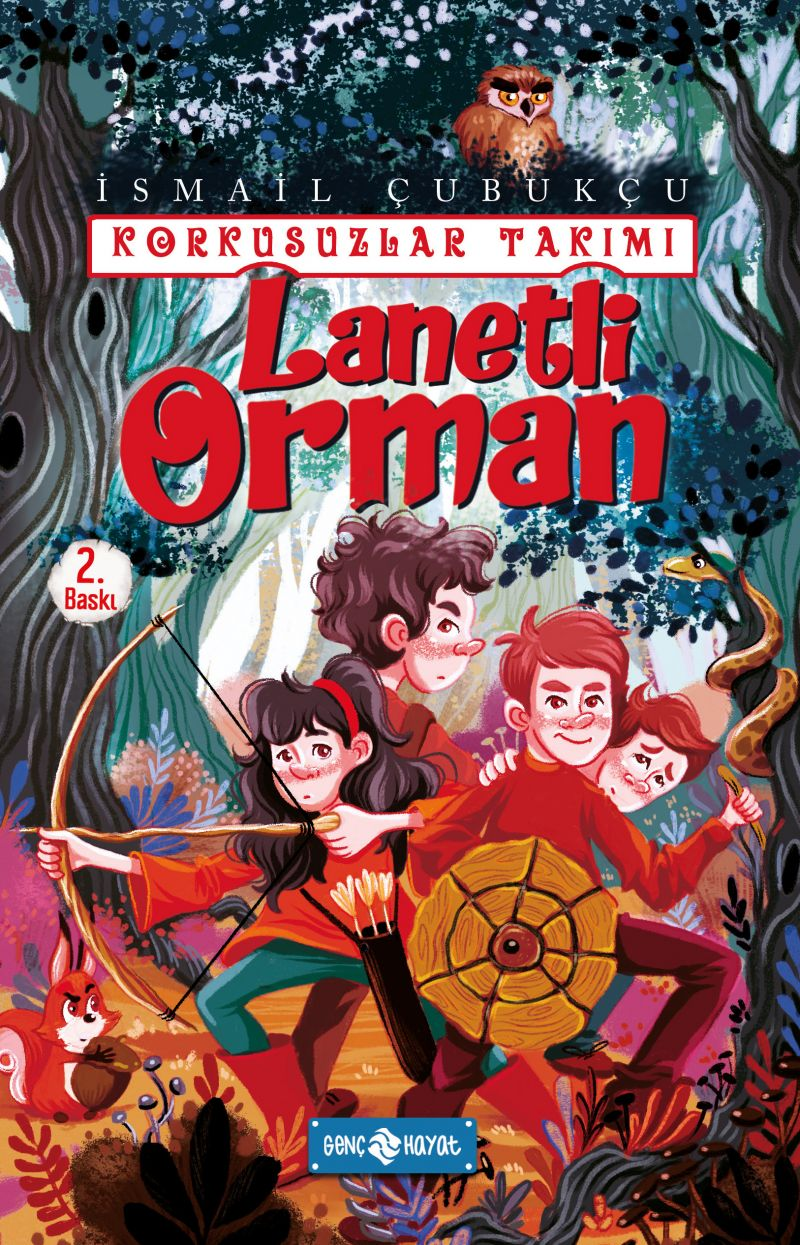 İSMAİL ÇUBUKÇU
KORKUSUZLAR TAKIMI
Lanetli
Orman
2.
Baskı
GENÇ HAYAT